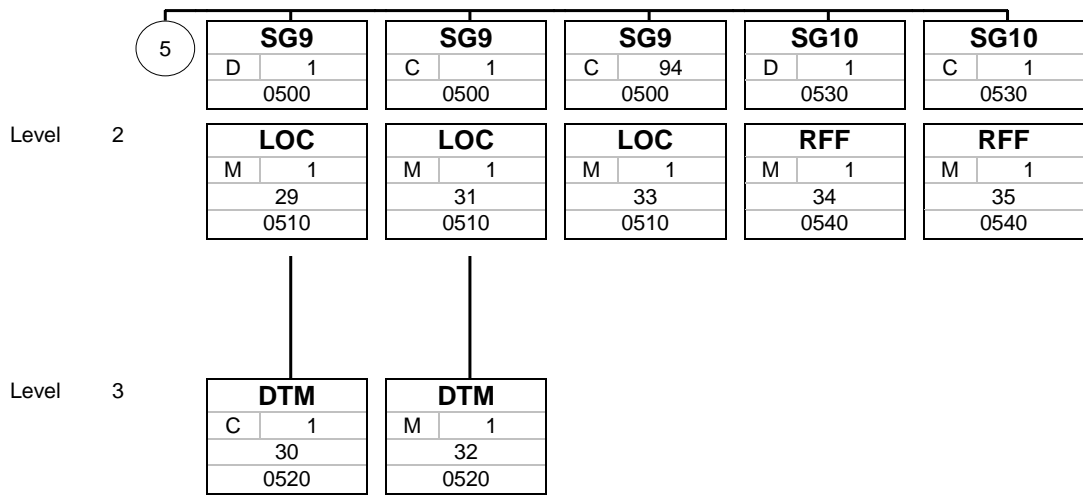 5
SG9 SG9 SG9 SG10 SG10
D 1 C 1 C 94 D 1 C 1
0500 0500 0500 0530 0530
Level 2
LOC LOC LOC RFF RFF
M 1 M 1 M 1 M 1 M 1
29 31 33 34 35
0510 0510 0510 0540 0540
Level 3
DTM DTM
C 1 M 1
30 32
0520 0520